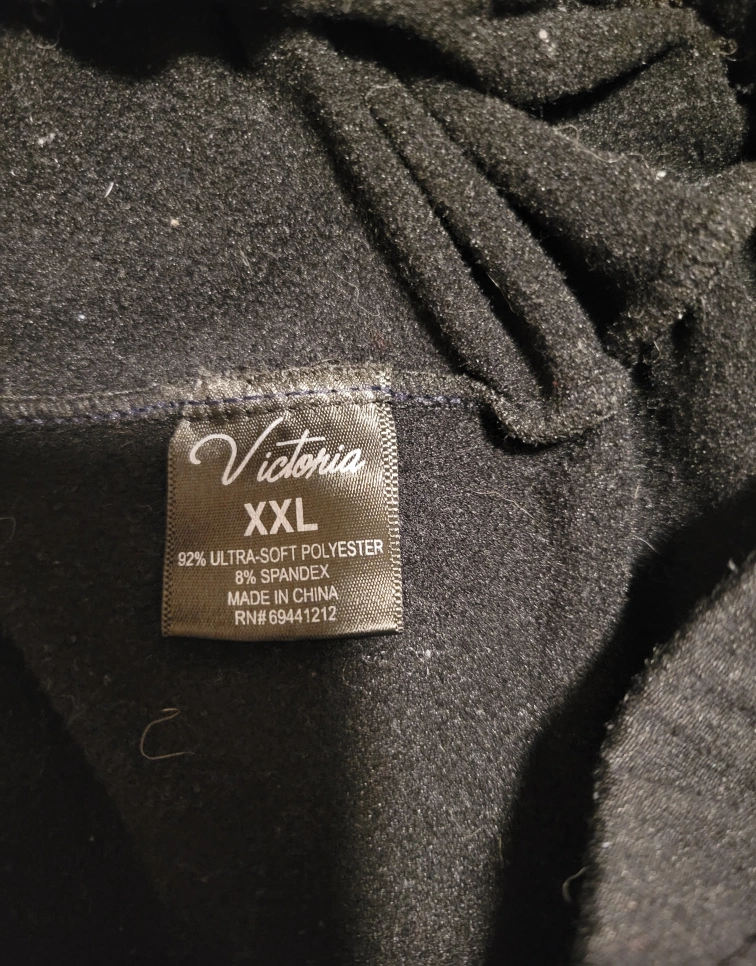 Victoria
XXL
92% ULTRA-SOFT POLYESTER
8% SPANDEX
MADE IN CHINA
RN#69441212